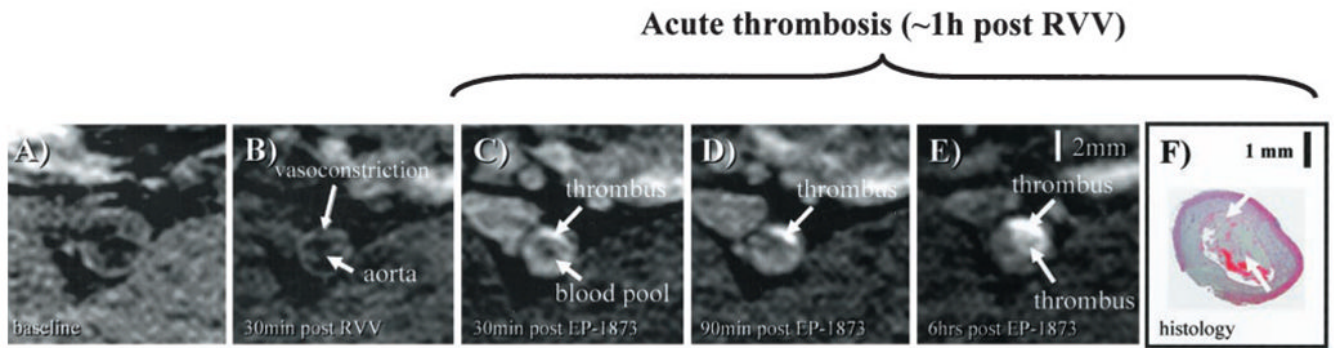 Acute thrombosis (~1h post RVV)
A)
vasoconstriction
aorta
30min post RVV
baseline
B)
C)
thrombus
blood pool
30min post EP-1873
D)
thrombus
90min post EP-1873
E)
2mm
thrombus
thrombus
6hrs post EP-1873
F)
1 mm
histology